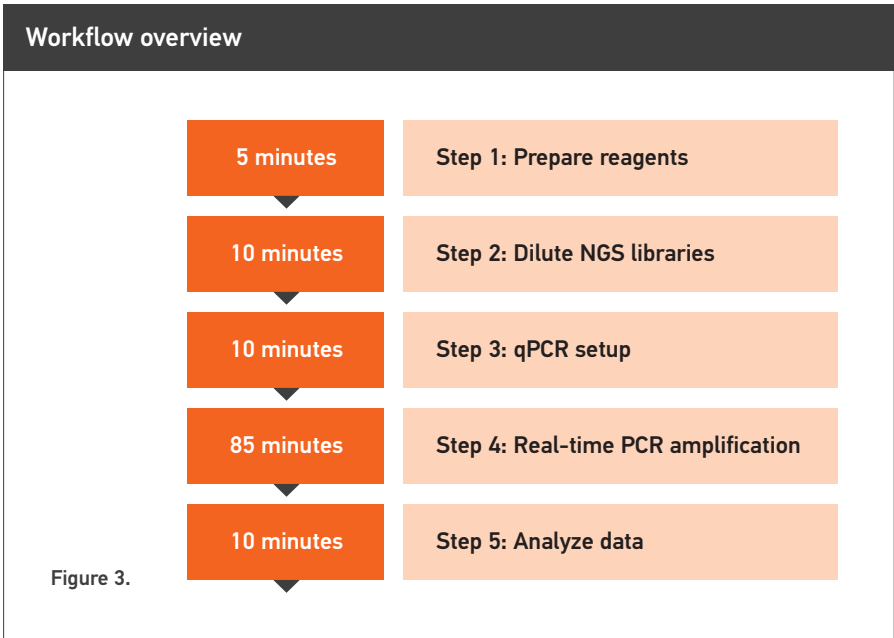 Workflow overview
5 minutes
Step 1: Prepare reagents
10 minutes
Step 2: Dilute NGS libraries
10 minutes
Step 3: qPCR setup
85 minutes
Step 4: Real-time PCR amplification
10 minutes
Step 5: Analyze data
Figure 3.